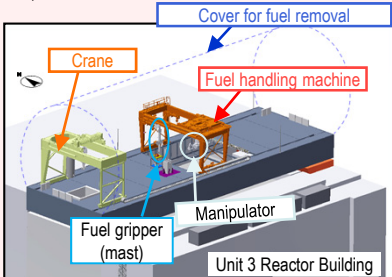 Cover for fuel removal
Crane
Fuel handling machine
Manipulator
Fuel gripper
(mast)
Unit 3 Reactor Building